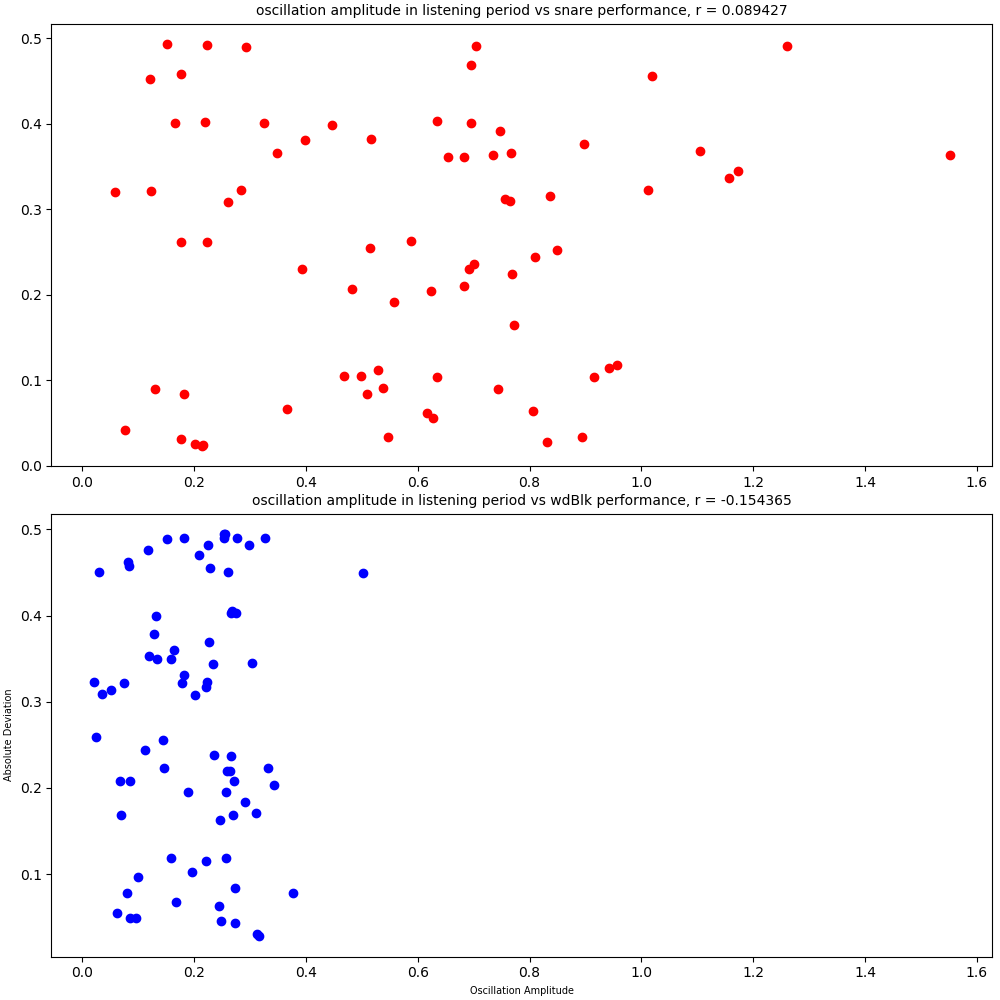 oscillation amplitude in listening period vs snare performance, r = 0.089427
0.5
0.4
0.3
0.2
0.1
0.0
0.0 0.2 0.4 0.6 0.8 1.0 1.2 1.4 1.6
oscillation amplitude in listening period vs wdBlk performance, r = -0.154365
0.5
0.4
0.3
0.2
0.1
Absolute Deviation
0.0 0.2 0.4 0.6 0.8 1.0 1.2 1.4 1.6
Oscillation Amplitude